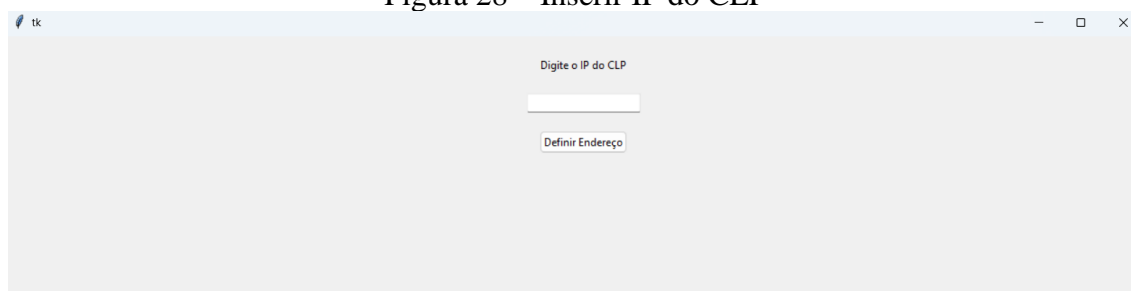 Figura 28 – Inserir IP do CLP
tk
Digite o IP do CLP
Definir Endereço